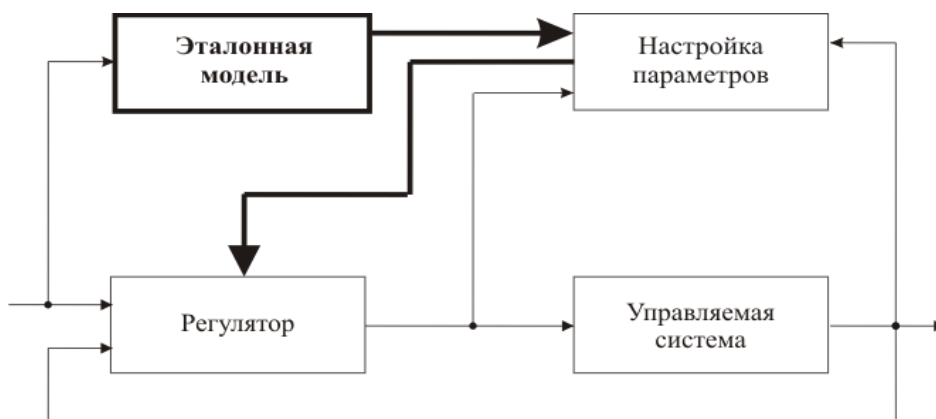 Эталонная
модель
Настройка
параметров
Регулятор
Управляемая
система